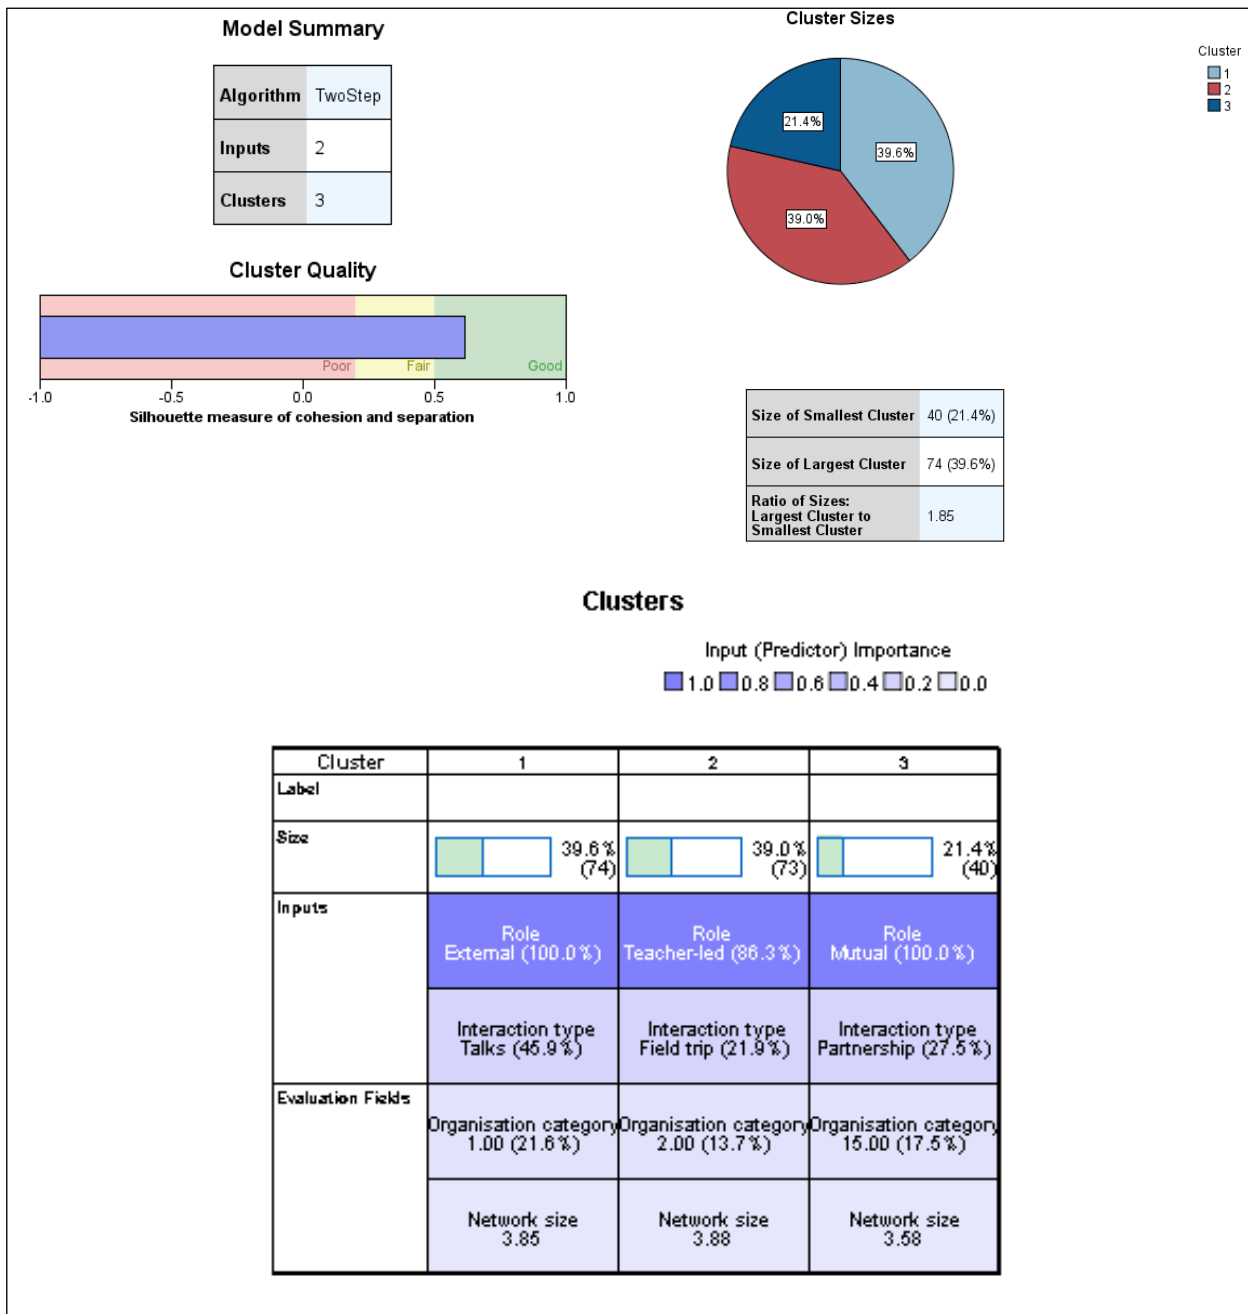 Model Summary
Algorithm TwoStep
Inputs 2
Clusters 3
Cluster Quality
Poor Fair Good
-1.0 -0.5 0.0 0.5 1.0
Silhouette measure of cohesion and separation
Cluster Sizes
21.4%
39.6%
39.0%
Cluster
1
2
3
Size of Smallest Cluster 40 (21.4%)
Size of Largest Cluster 74 (39.6%)
Ratio of Sizes:
Largest Cluster to
Smallest Cluster
1.85
Clusters
Input (Predictor) Importance
1.0 0.8 0.6 0.4 0.2 0.0
Cluster 1 2 3
Label
Size
39.6% 39.0% 21.4%
(74) (73) (40)
Inputs
Role Role Role
External (100.0%) Teacher-led (86.3%) Mutual (100.0%)
Interaction type Interaction type Interaction type
Talks (45.9%) Field trip (21.9%) Partnership (27.5%)
Evaluation Fields
Organisation category Organisation category Organisation category
1.00 (21.6%) 2.00 (13.7%) 15.00 (17.5%)
Network size Network size Network size
3.85 3.88 3.58